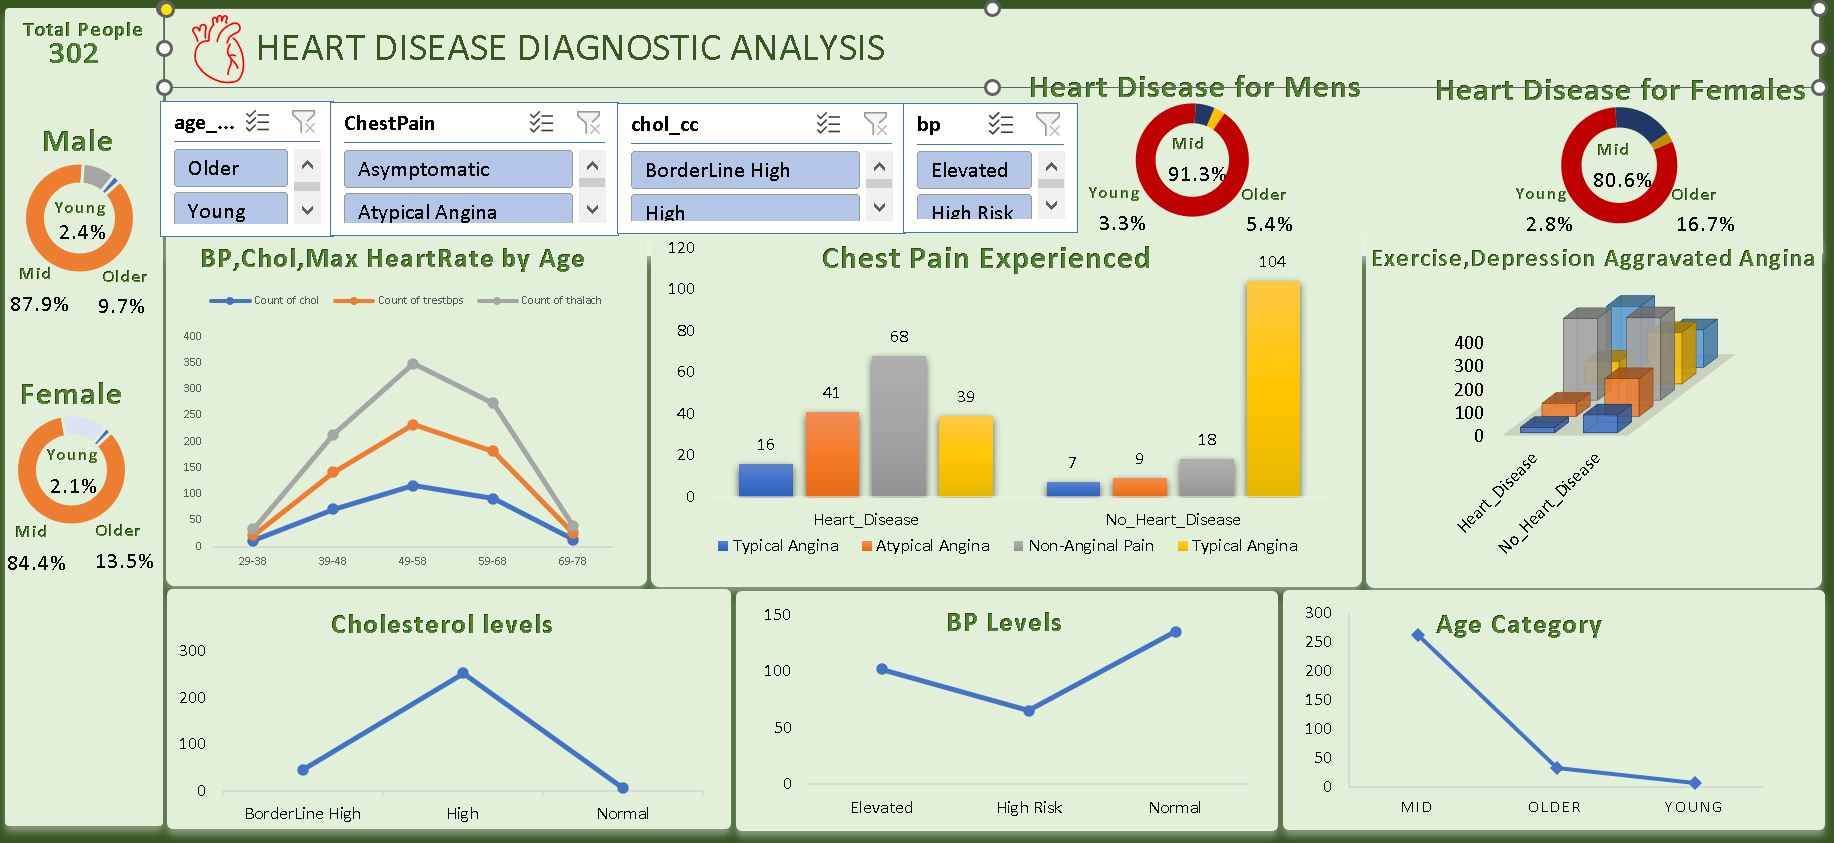 Total People
302
HEART DISEASE DIAGNOSTIC ANALYSIS
Male
Young
2.4%
Mid
Older
87.9%
9.7%
Female
Young
2.1%
Mid
Older
84.4%
13.5%
age_...
Older
Young
ChestPain
Asymptomatic
Atypical Angina
chol_cc
BorderLine High
High
bp
Elevated
High Risk
Heart Disease for Mens
Mid
91.3%
Young
Older
3.3%
5.4%
Heart Disease for Females
Mid
80.6%
Young
Older
2.8%
16.7%
BP,Chol,Max HeartRate by Age
Count of chol
Count of trestbps
Count of thalach
400
350
300
250
200
150
100
50
0
29-38
39-48
49-58
59-68
69-78
Chest Pain Experienced
120
100
80
60
40
20
0
16
41
68
39
7
9
18
104
Heart_Disease
No_Heart_Disease
Typical Angina
Atypical Angina
Non-Anginal Pain
Typical Angina
Exercise,Depression Aggravated Angina
400
300
200
100
0
Heart_Disease
No_Heart_Disease
Cholesterol levels
300
200
100
0
BorderLine High
High
Normal
BP Levels
150
100
50
0
Elevated
High Risk
Normal
Age Category
300
250
200
150
100
50
0
MID
OLDER
YOUNG